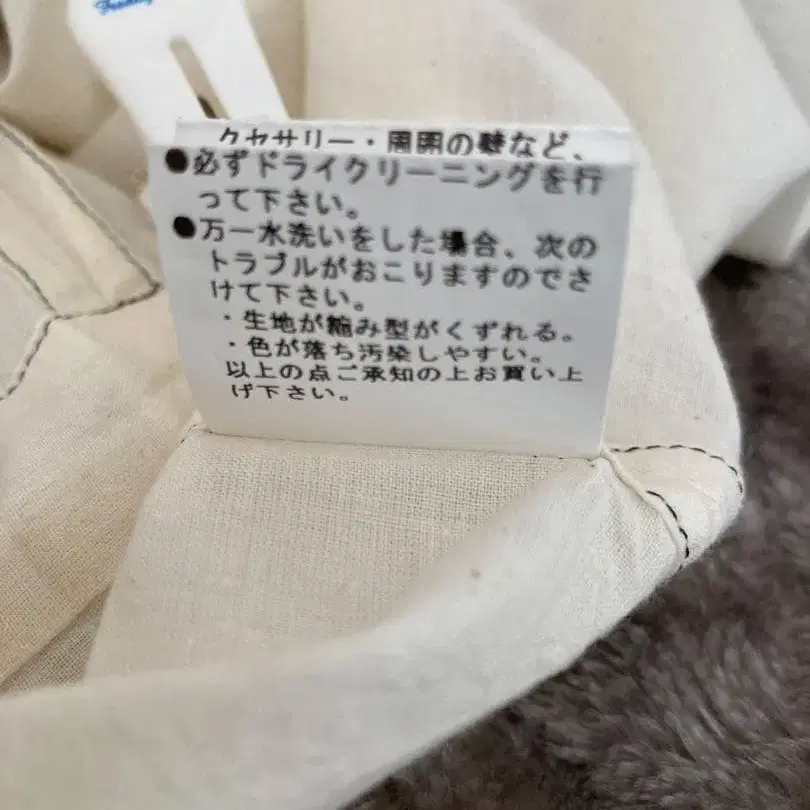 クセサリー・周囲の壁など、
●必ずドライクリーニングを行
って下さい。
●万一水洗いをした場合、次の
トラブルがおこりますのでさ
けて下さい。
・生地が縮み型がくずれる。
・色が落ち汚染しやすい。
以上の点ご承知の上お買い上
げ下さい。